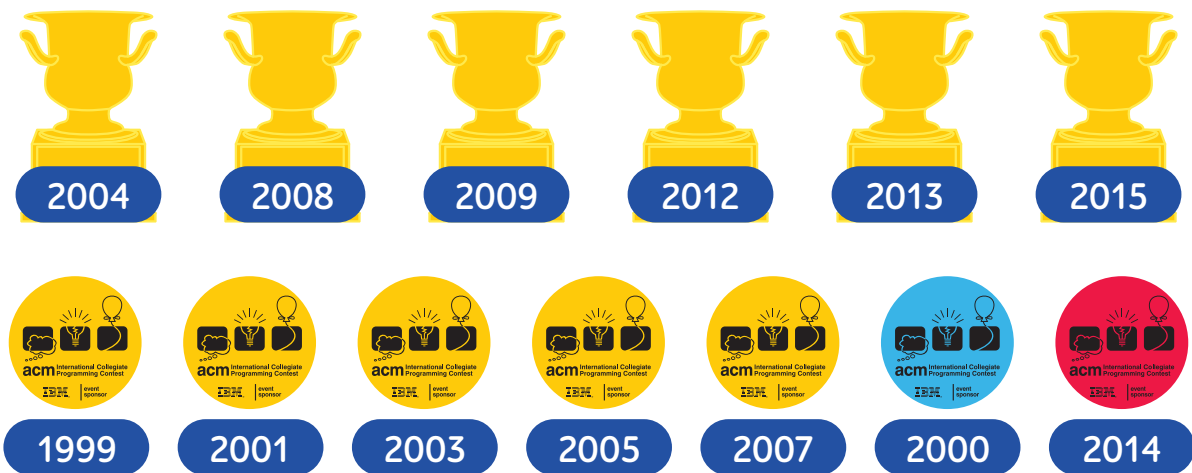 2004 2008 2009 2012 2013 2015
acm International Collegiate Programming Contest
IBM. event sponsor
acm International Collegiate Programming Contest
IBM. event sponsor
acm International Collegiate Programming Contest
IBM. event sponsor
acm International Collegiate Programming Contest
IBM. event sponsor
acm International Collegiate Programming Contest
IBM. event sponsor
acm International Collegiate Programming Contest
IBM. event sponsor
acm International Collegiate Programming Contest
IBM. event sponsor
1999 2001 2003 2005 2007 2000 2014